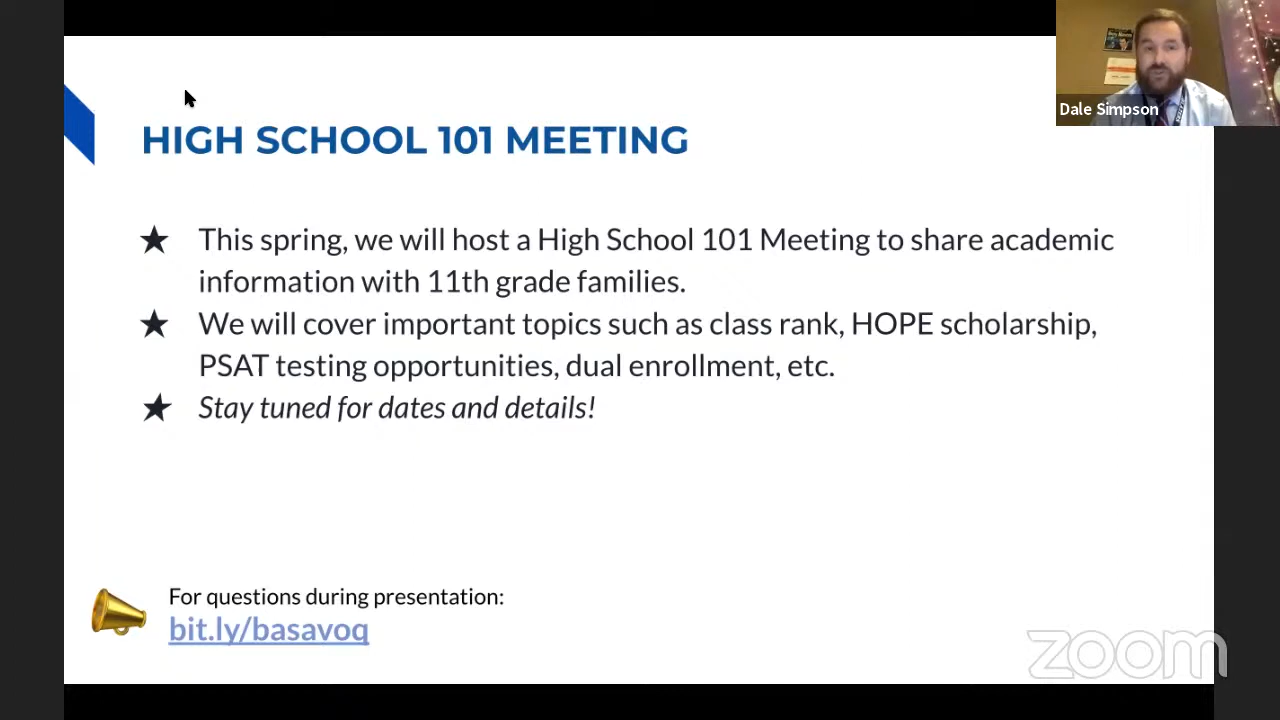 Dale Simpson
HIGH SCHOOL 101 MEETING
★ This spring, we will host a High School 101 Meeting to share academic
information with 11th grade families.
★ We will cover important topics such as class rank, HOPE scholarship,
PSAT testing opportunities, dual enrollment, etc.
★ Stay tuned for dates and details!
For questions during presentation:
bit.ly/basavoq
zoom